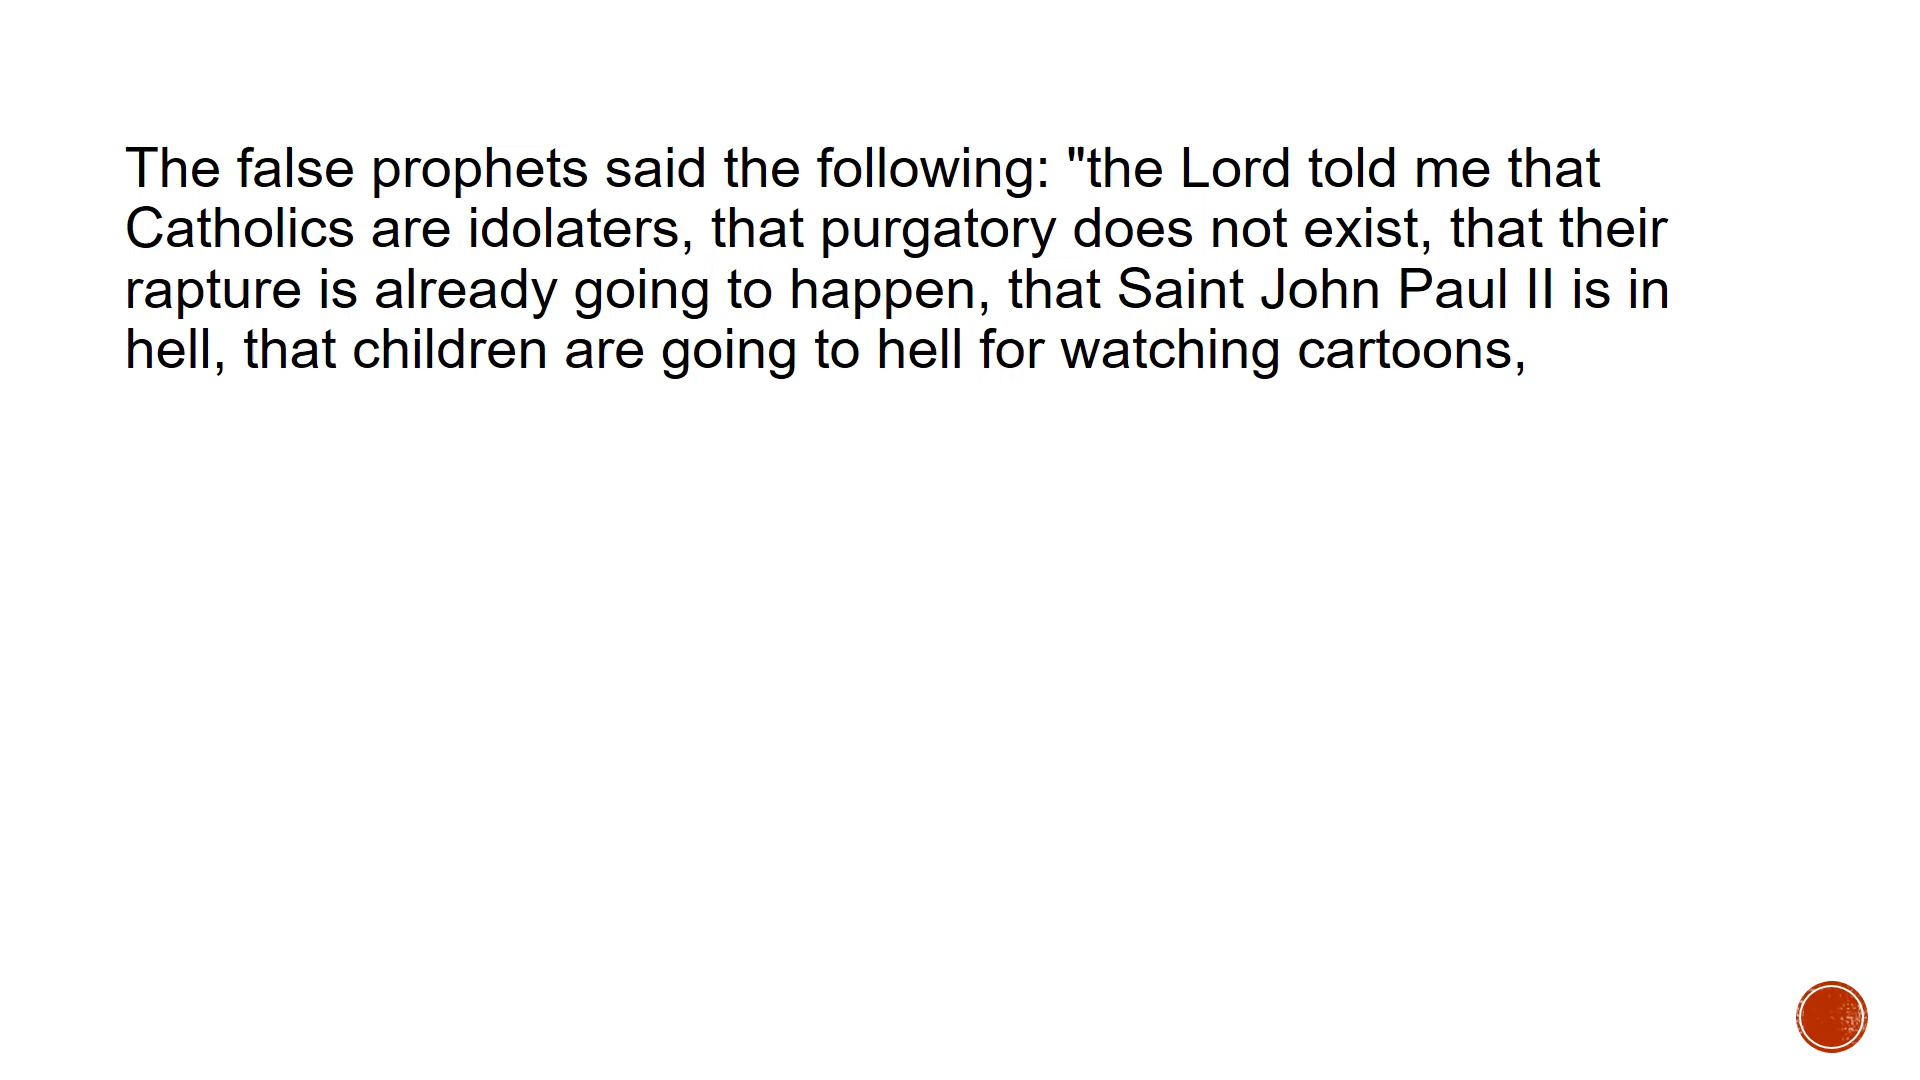 The false prophets said the following: "the Lord told me that
Catholics are idolaters, that purgatory does not exist, that their
rapture is already going to happen, that Saint John Paul II is in
hell, that children are going to hell for watching cartoons,